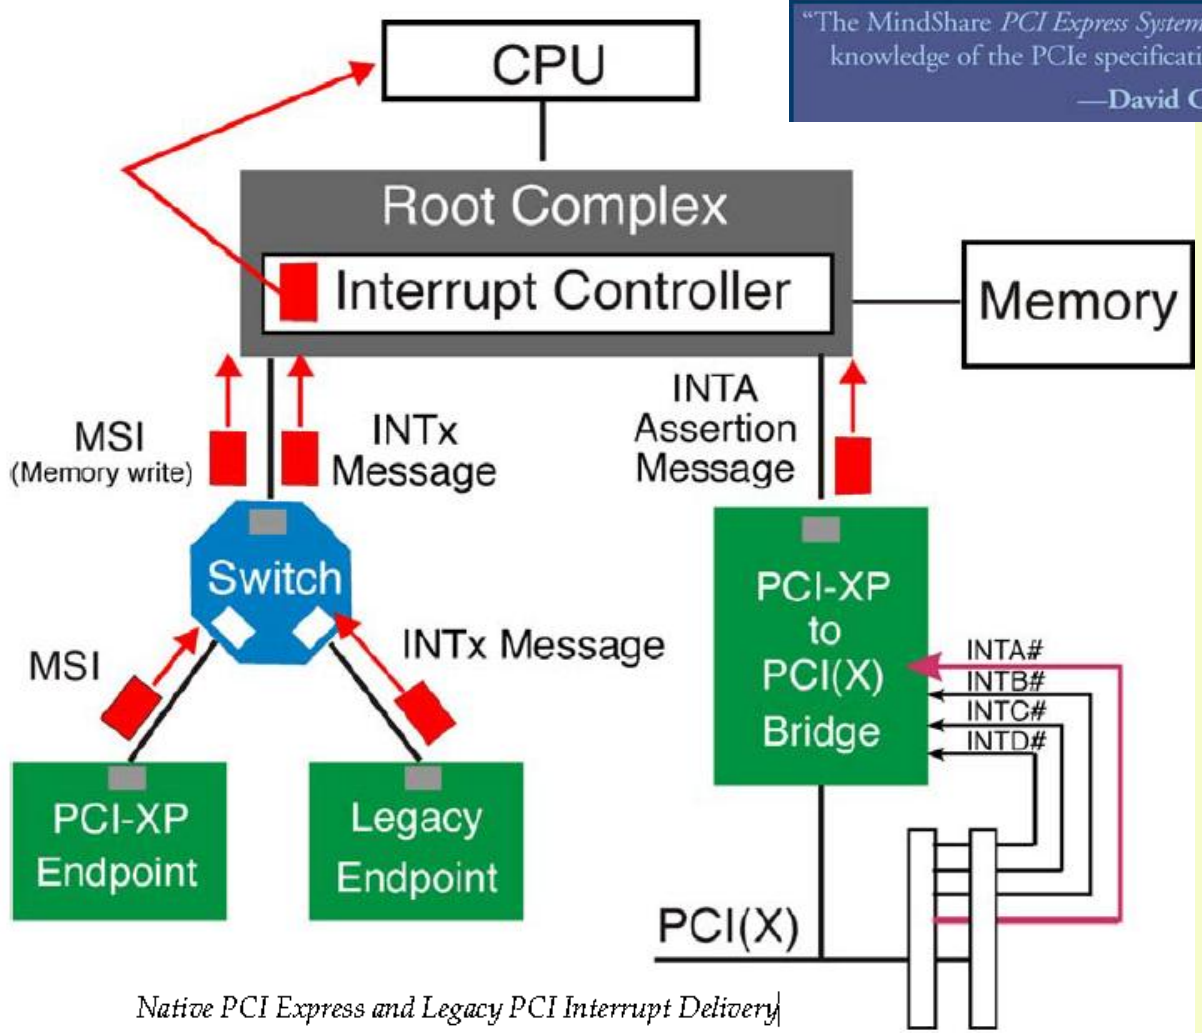 “The MindShare PCI Express System
knowledge of the PCIe specificati
—David
CPU
Root Complex
Interrupt Controller
Memory
MSI
(Memory write)
INTx
Message
INTA
Assertion
Message
Switch
PCI-XP
to
PCI(X)
Bridge
INTA#
INTB#
INTC#
INTD#
MSI
INTx Message
PCI-XP
Endpoint
Legacy
Endpoint
PCI(X)
Native PCI Express and Legacy PCI Interrupt Delivery